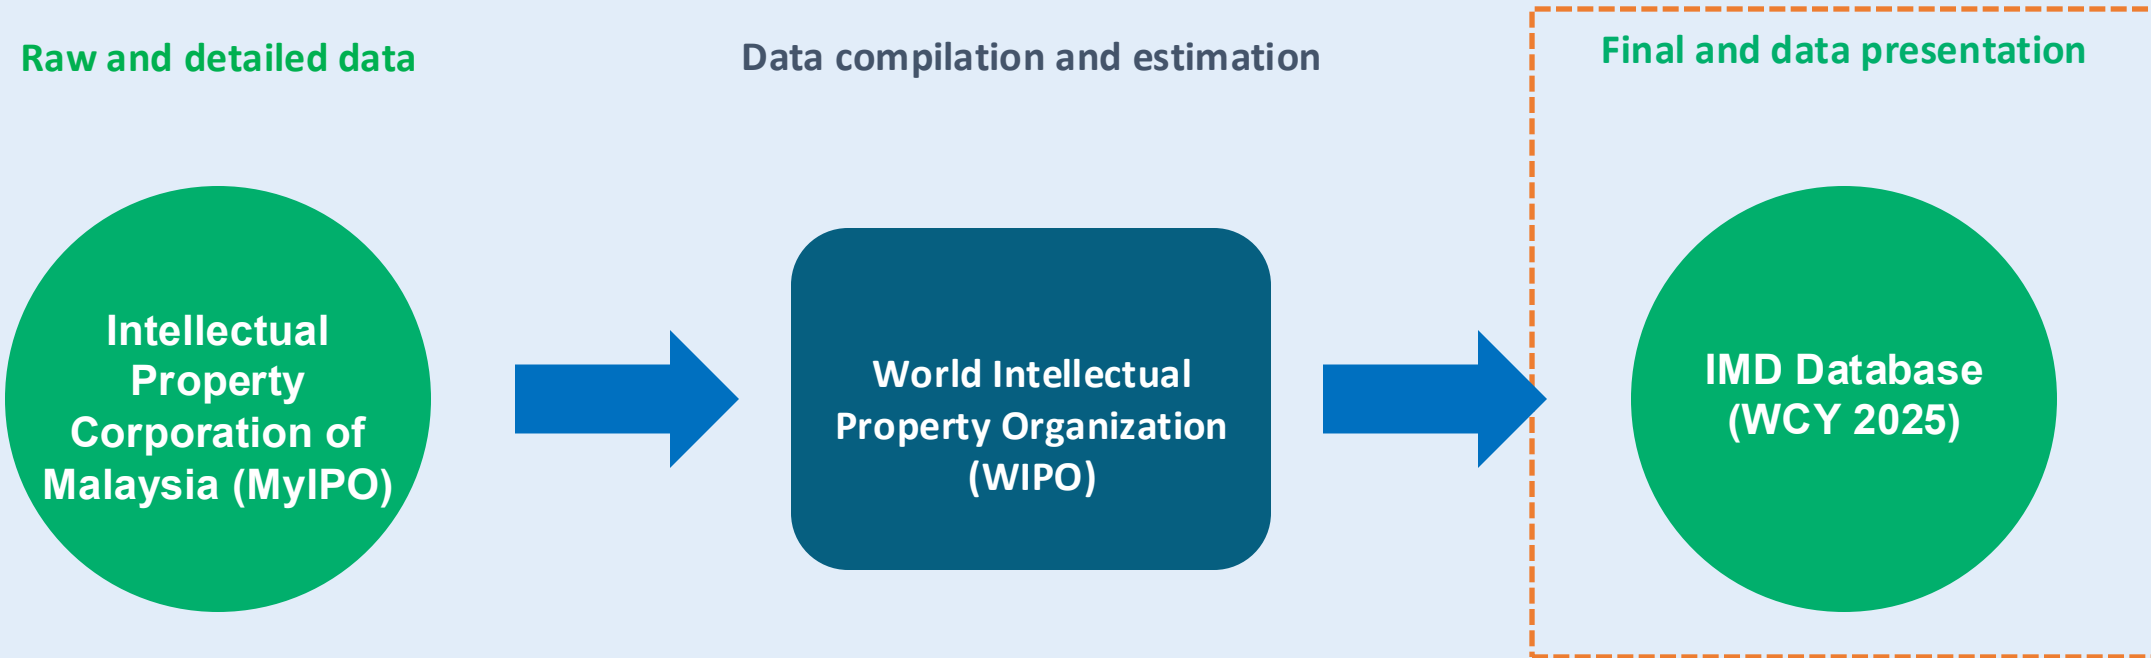 Raw and detailed data
Data compilation and estimation
Final and data presentation
Intellectual
Property
Corporation of
Malaysia (MyIPO)
World Intellectual
Property Organization
(WIPO)
IMD Database
(WCY 2025)